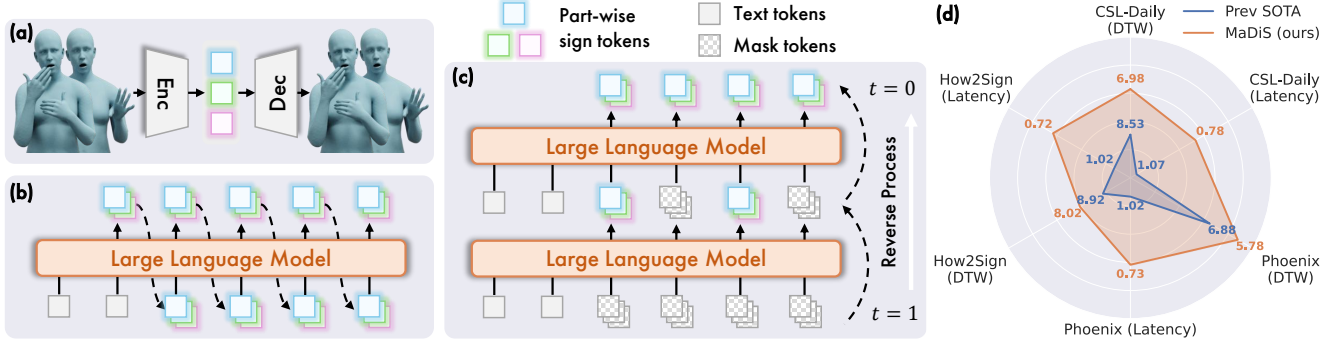 (a)
Enc
Dec
Part-wise
sign tokens
Text tokens
Mask tokens
(b)
Large Language Model
(c)
t = 0
Large Language Model
Reverse Process
Large Language Model
t = 1
(d)
Prev SOTA
MaDiS (ours)
CSL-Daily
(DTW)
How2Sign
(Latency)
CSL-Daily
(Latency)
6.98
0.72
0.78
8.53
1.02
1.07
8.92
1.02
8.02
6.88
5.78
0.73
How2Sign
(DTW)
Phoenix
(DTW)
Phoenix (Latency)